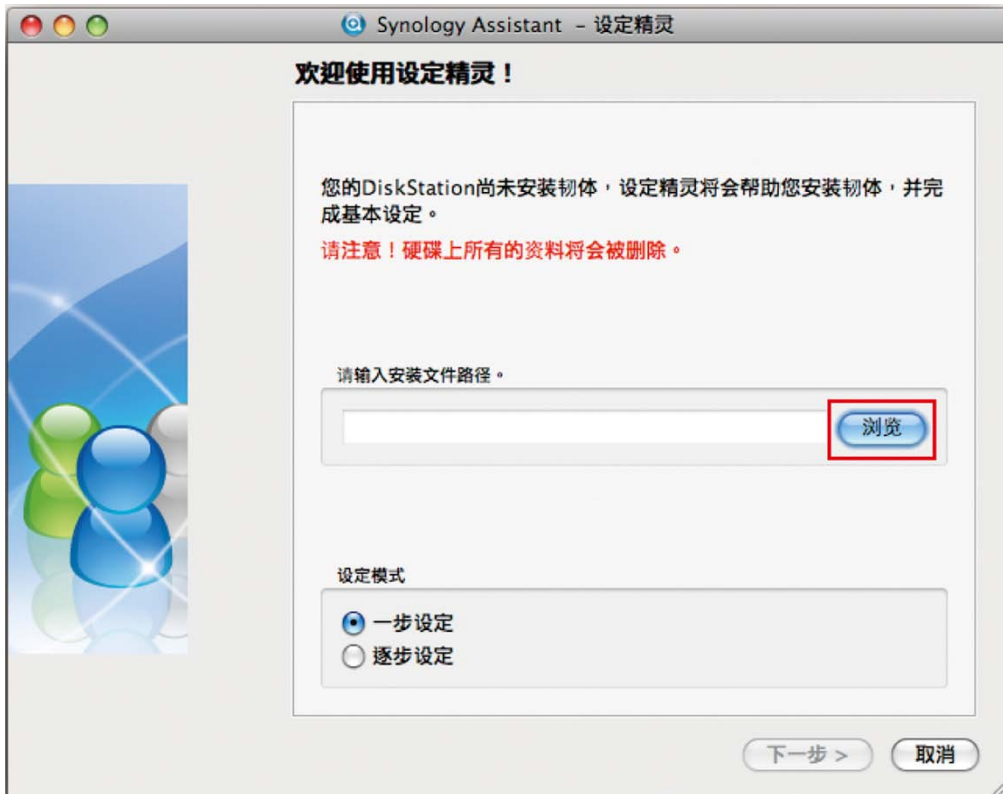 Synology Assistant – 设定精灵
欢迎使用设定精灵！
您的DiskStation尚未安装韧体，设定精灵将会帮助您安装韧体，并完
成基本设定。
请注意！硬碟上所有的资料将会被删除。
请输入安装文件路径。
浏览
设定模式
一步设定
逐步设定
下一步 >
取消